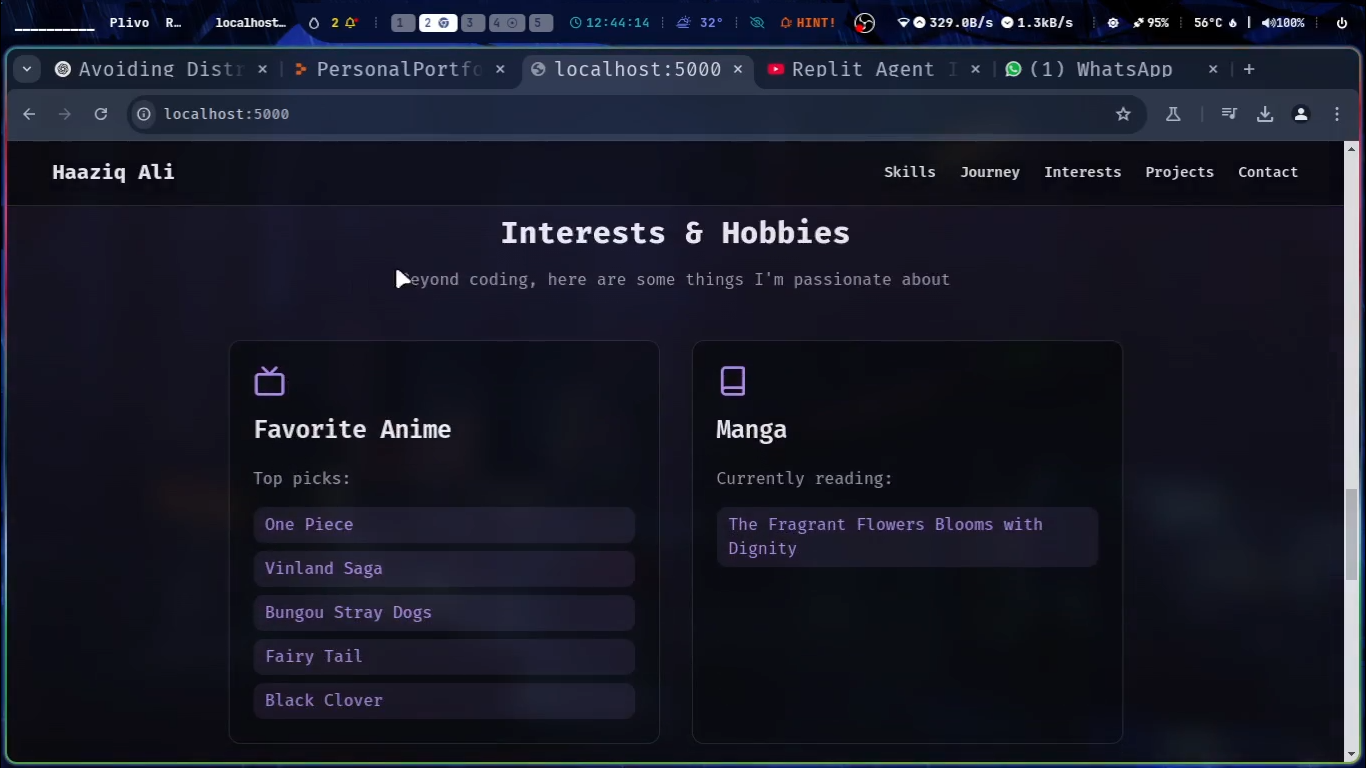 __________ Plivo R… localhost… 2 1 2 3 4 5 12:44:14 32° HINT! 329.0B/s 1.3kB/s 95% 56°C 100%
Avoiding Distr PersonalPortfo localhost:5000 Replit Agent I (1) WhatsApp
localhost:5000
Haaziq Ali Skills Journey Interests Projects Contact
Interests & Hobbies
eyond coding, here are some things I'm passionate about
Favorite Anime
Top picks:
One Piece
Vinland Saga
Bungou Stray Dogs
Fairy Tail
Black Clover
Manga
Currently reading:
The Fragrant Flowers Blooms with
Dignity